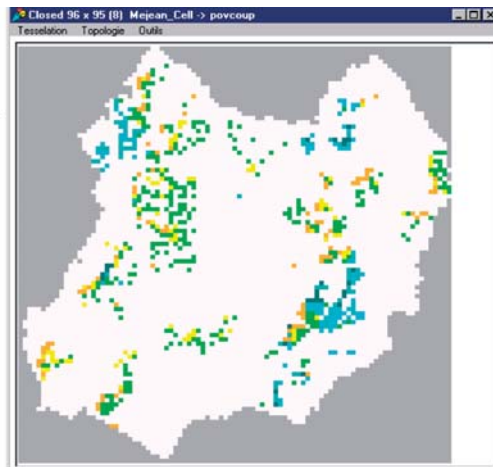 Closed 96 x 95 (8) Mejean_Cell -> povcoup
Tesselation Topologie Outils